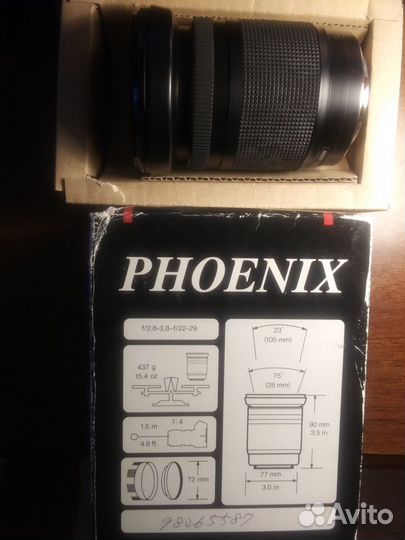 PHOENIX
f/2.8-3.8-f/22-29
23°
(105 mm)
437 g
15.4 oz
75°
(28 mm)
1.5 m
f : 4
4.9 ft.
90 mm
3.5 in
72 mm
77 mm
3.0 in
98065587
Avito